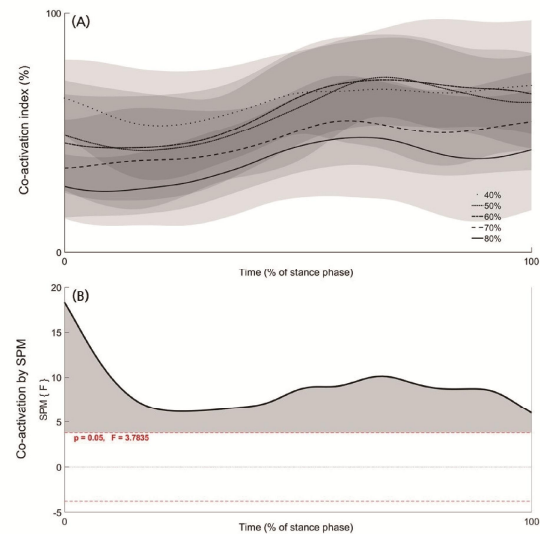 (A)
100
Co-activation index (%)
40%
50%
60%
70%
80%
0
0
100
Time (% of stance phase)
(B)
20
15
10
5
0
-5
Co-activation by SPM
SPM { F }
p = 0.05, F = 3.7835
0
100
Time (% of stance phase)